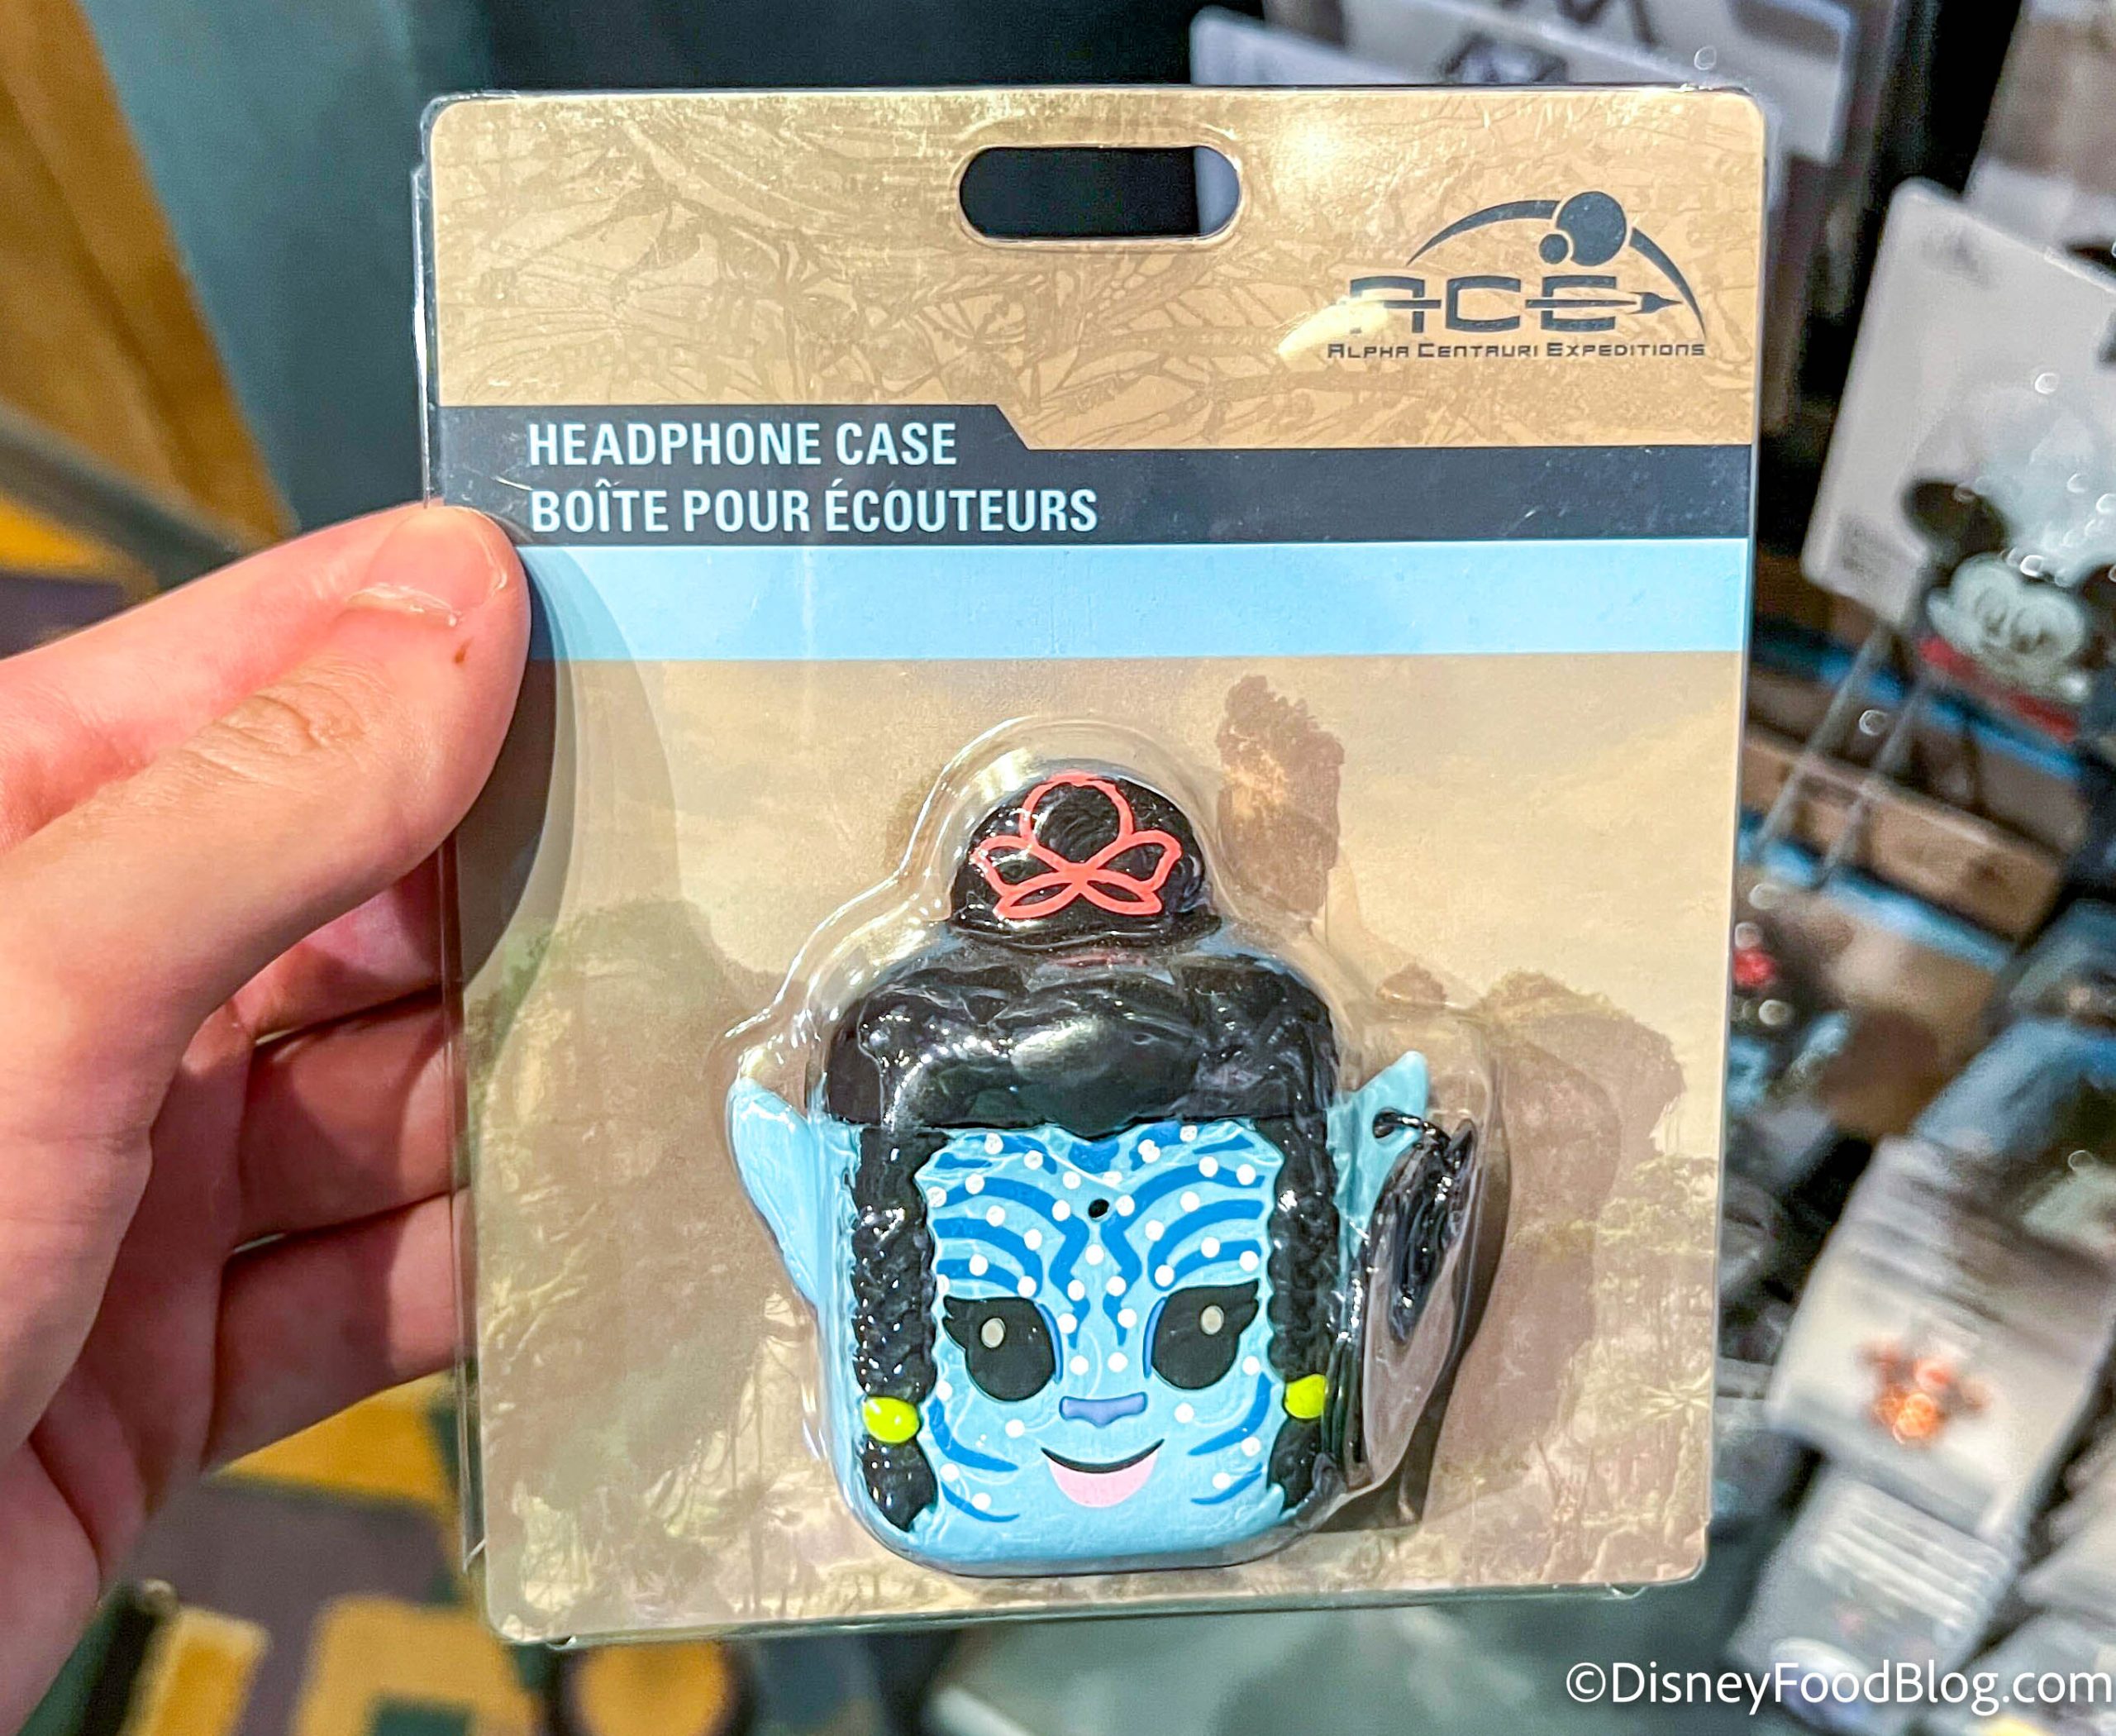 ACE
ALPHA CENTAURI EXPEDITIONS
HEADPHONE CASE
BOÎTE POUR ÉCOUTEURS
©DisneyFoodBlog.com